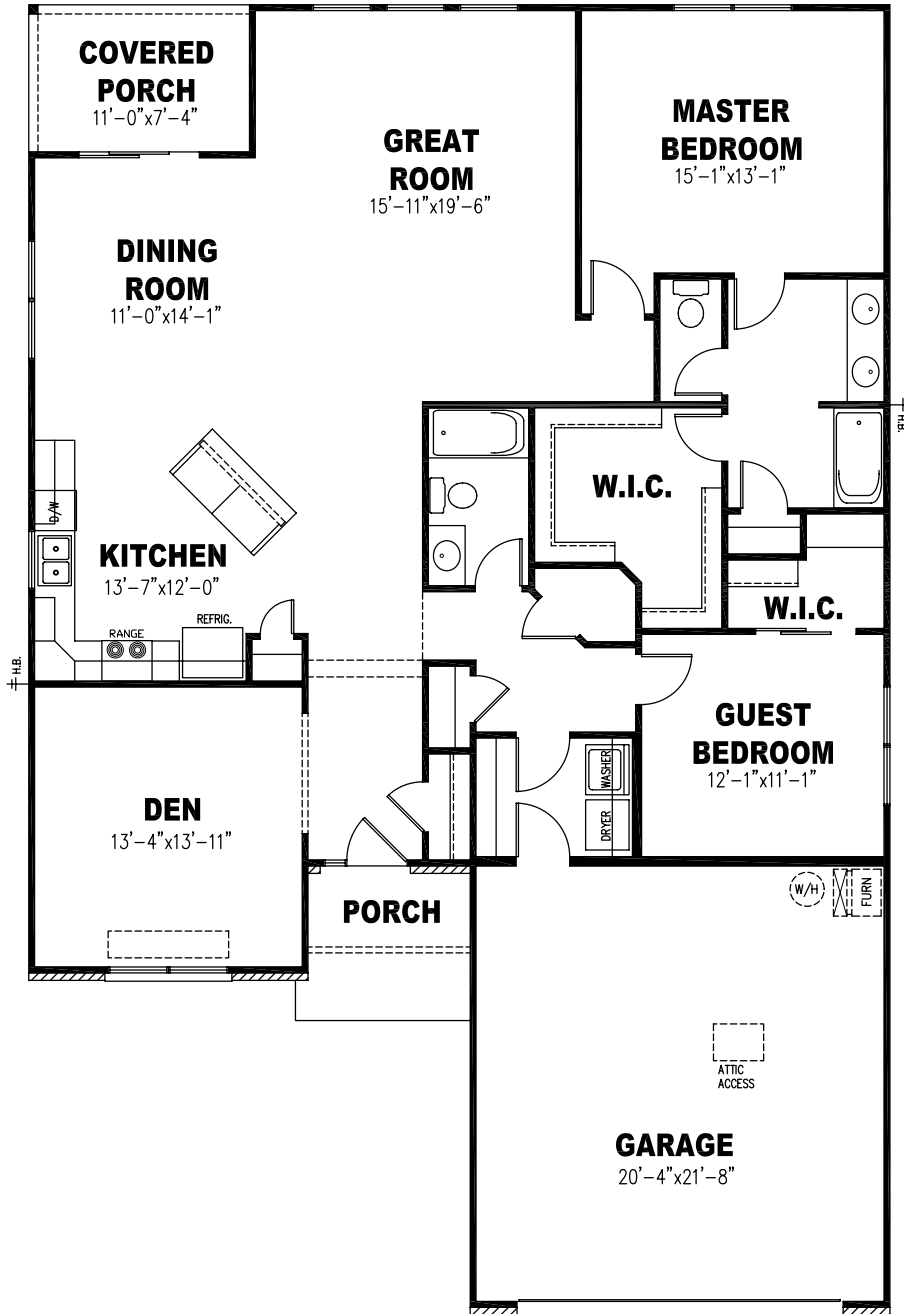 COVERED
PORCH
11'-0"x7'-4"
GREAT
ROOM
15'-11"x19'-6"
MASTER
BEDROOM
15'-1"x13'-1"
DINING
ROOM
11'-0"x14'-1"
H.B.
W.I.C.
D/W
KITCHEN
13'-7"x12'-0"
RANGE
REFRIG.
W.I.C.
H.B.
GUEST
BEDROOM
12'-1"x11'-1"
WASHER
DRYER
DEN
13'-4"x13'-11"
PORCH
W/H
FURN
ATTIC
ACCESS
GARAGE
20'-4"x21'-8"